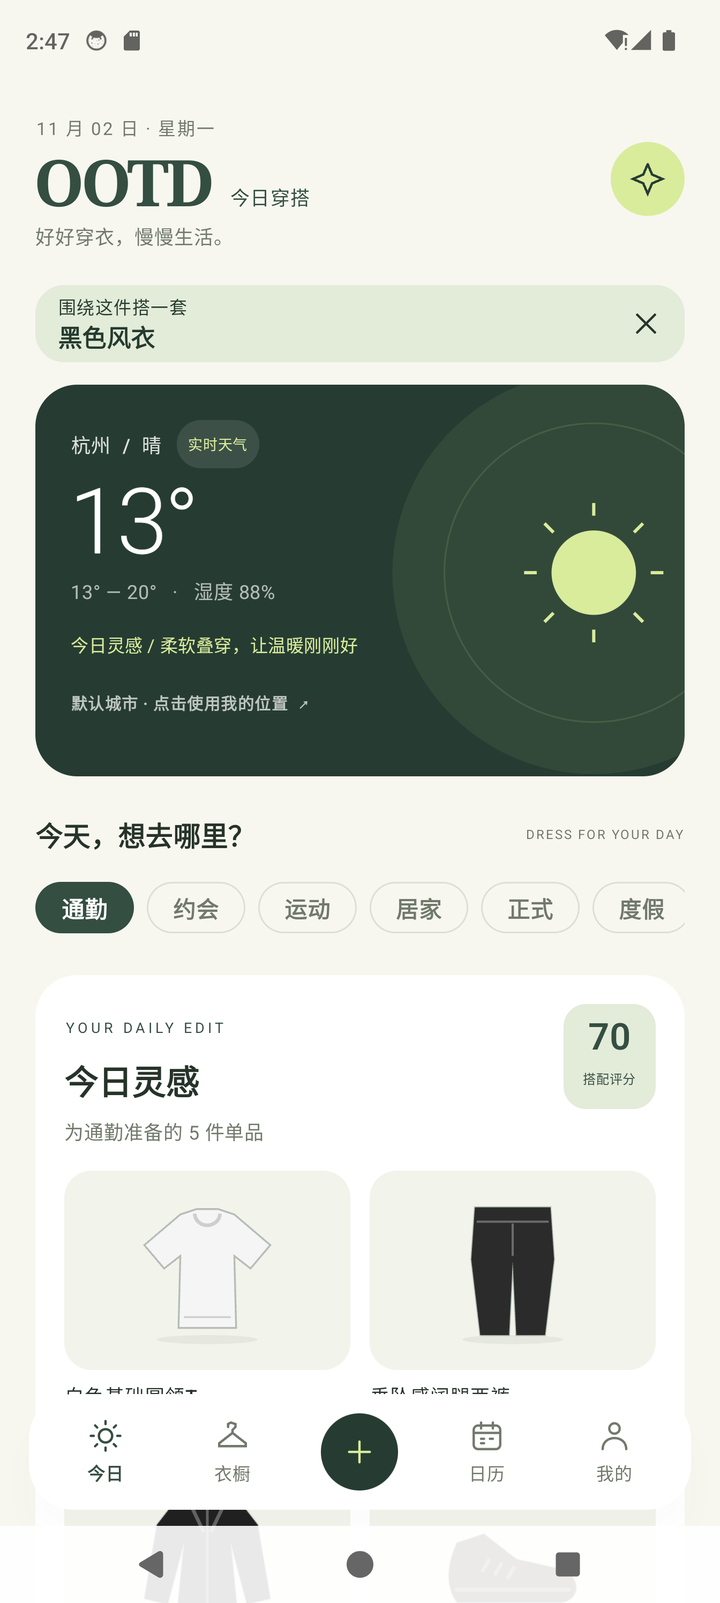 2:47
11 月 02 日 · 星期一
OOTD 今日穿搭
好好穿衣，慢慢生活。
围绕这件搭一套
黑色风衣
杭州 / 晴 实时天气
13°
13° — 20° · 湿度 88%
今日灵感 / 柔软叠穿，让温暖刚刚好
默认城市 · 点击使用我的位置 ↗
今天，想去哪里？ DRESS FOR YOUR DAY
通勤 约会 运动 居家 正式 度假
YOUR DAILY EDIT
70
搭配评分
今日灵感
为通勤准备的 5 件单品
今日 衣橱 日历 我的